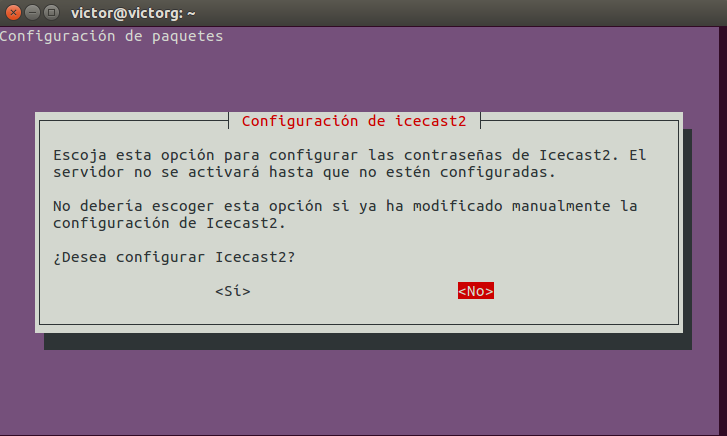 victor@victorg: ~
Configuración de paquetes
Configuración de icecast2
Escoja esta opción para configurar las contraseñas de Icecast2. El
servidor no se activará hasta que no estén configuradas.
No debería escoger esta opción si ya ha modificado manualmente la
configuración de Icecast2.
¿Desea configurar Icecast2?
<Sí> <No>